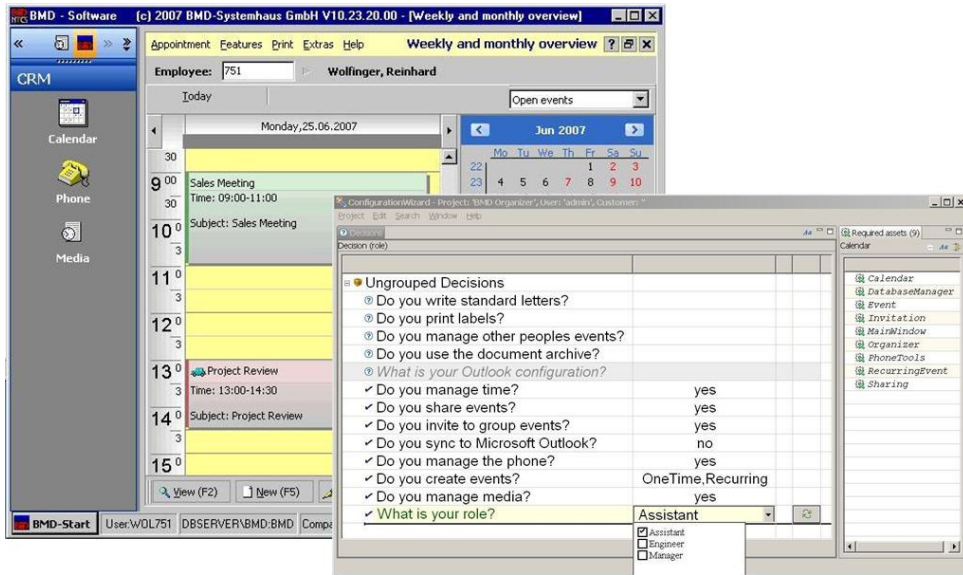 BMD - Software (c) 2007 BMD-Systemhaus GmbH V10.23.20.00 - [Weekly and monthly overview]
Appointment Features Print Extras Help Weekly and monthly overview
CRM
Calendar
Phone
Media
Employee: 751 Wolfinger, Reinhard
Today
Open events
Monday,25.06.2007
30
9 00 Sales Meeting
30 Time: 09:00-11:00
10 0 Subject: Sales Meeting
3
11 0
3
12 0
3
13 0 Project Review
3 Time: 13:00-14:30
14 0 Subject: Project Review
3
15 0
Jun 2007
Mo Tu We Th Fr Sa Su
22 1 2 3
23 4 5 6 7 8 9 10
View (F2) New (F5)
BMD-Start User:WOL751 DBSERVER\BMD:BMD Compa
ConfigurationWizard - Project: 'BMD Organizer', User: 'admin', Customer: ''
Project Edit Search Window Help
Decisions
Decision (role)
Ungrouped Decisions
Do you write standard letters?
Do you print labels?
Do you manage other peoples events?
Do you use the document archive?
What is your Outlook configuration?
Do you manage time? yes
Do you share events? yes
Do you invite to group events? yes
Do you sync to Microsoft Outlook? no
Do you manage the phone? yes
Do you create events? OneTime,Recurring
Do you manage media? yes
What is your role? Assistant
Assistant
Engineer
Manager
Required assets (9)
Calendar
Calendar
DatabaseManager
Event
Invitation
MainWindow
Organizer
PhoneTools
RecurringEvent
Sharing